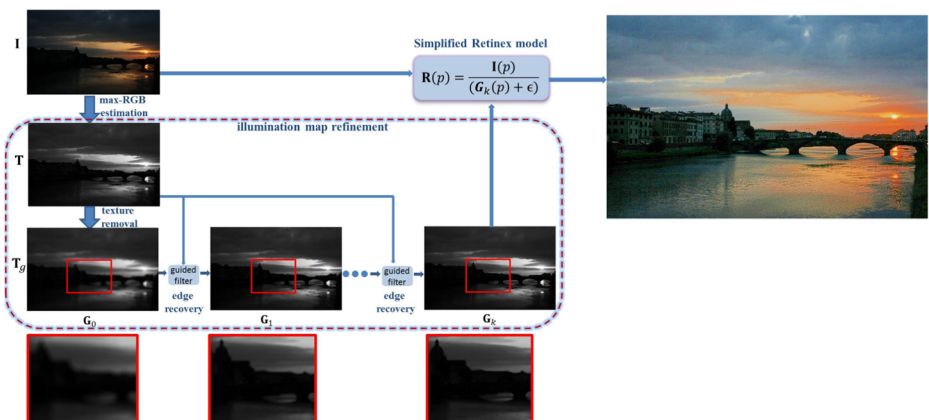 I
max-RGB
estimation
Simplified Retinex model
R(p) = I(p) / (G_k(p) + ϵ)
illumination map refinement
T
texture
removal
T_g
guided
filter
edge
recovery
guided
filter
edge
recovery
G_0
G_1
G_k